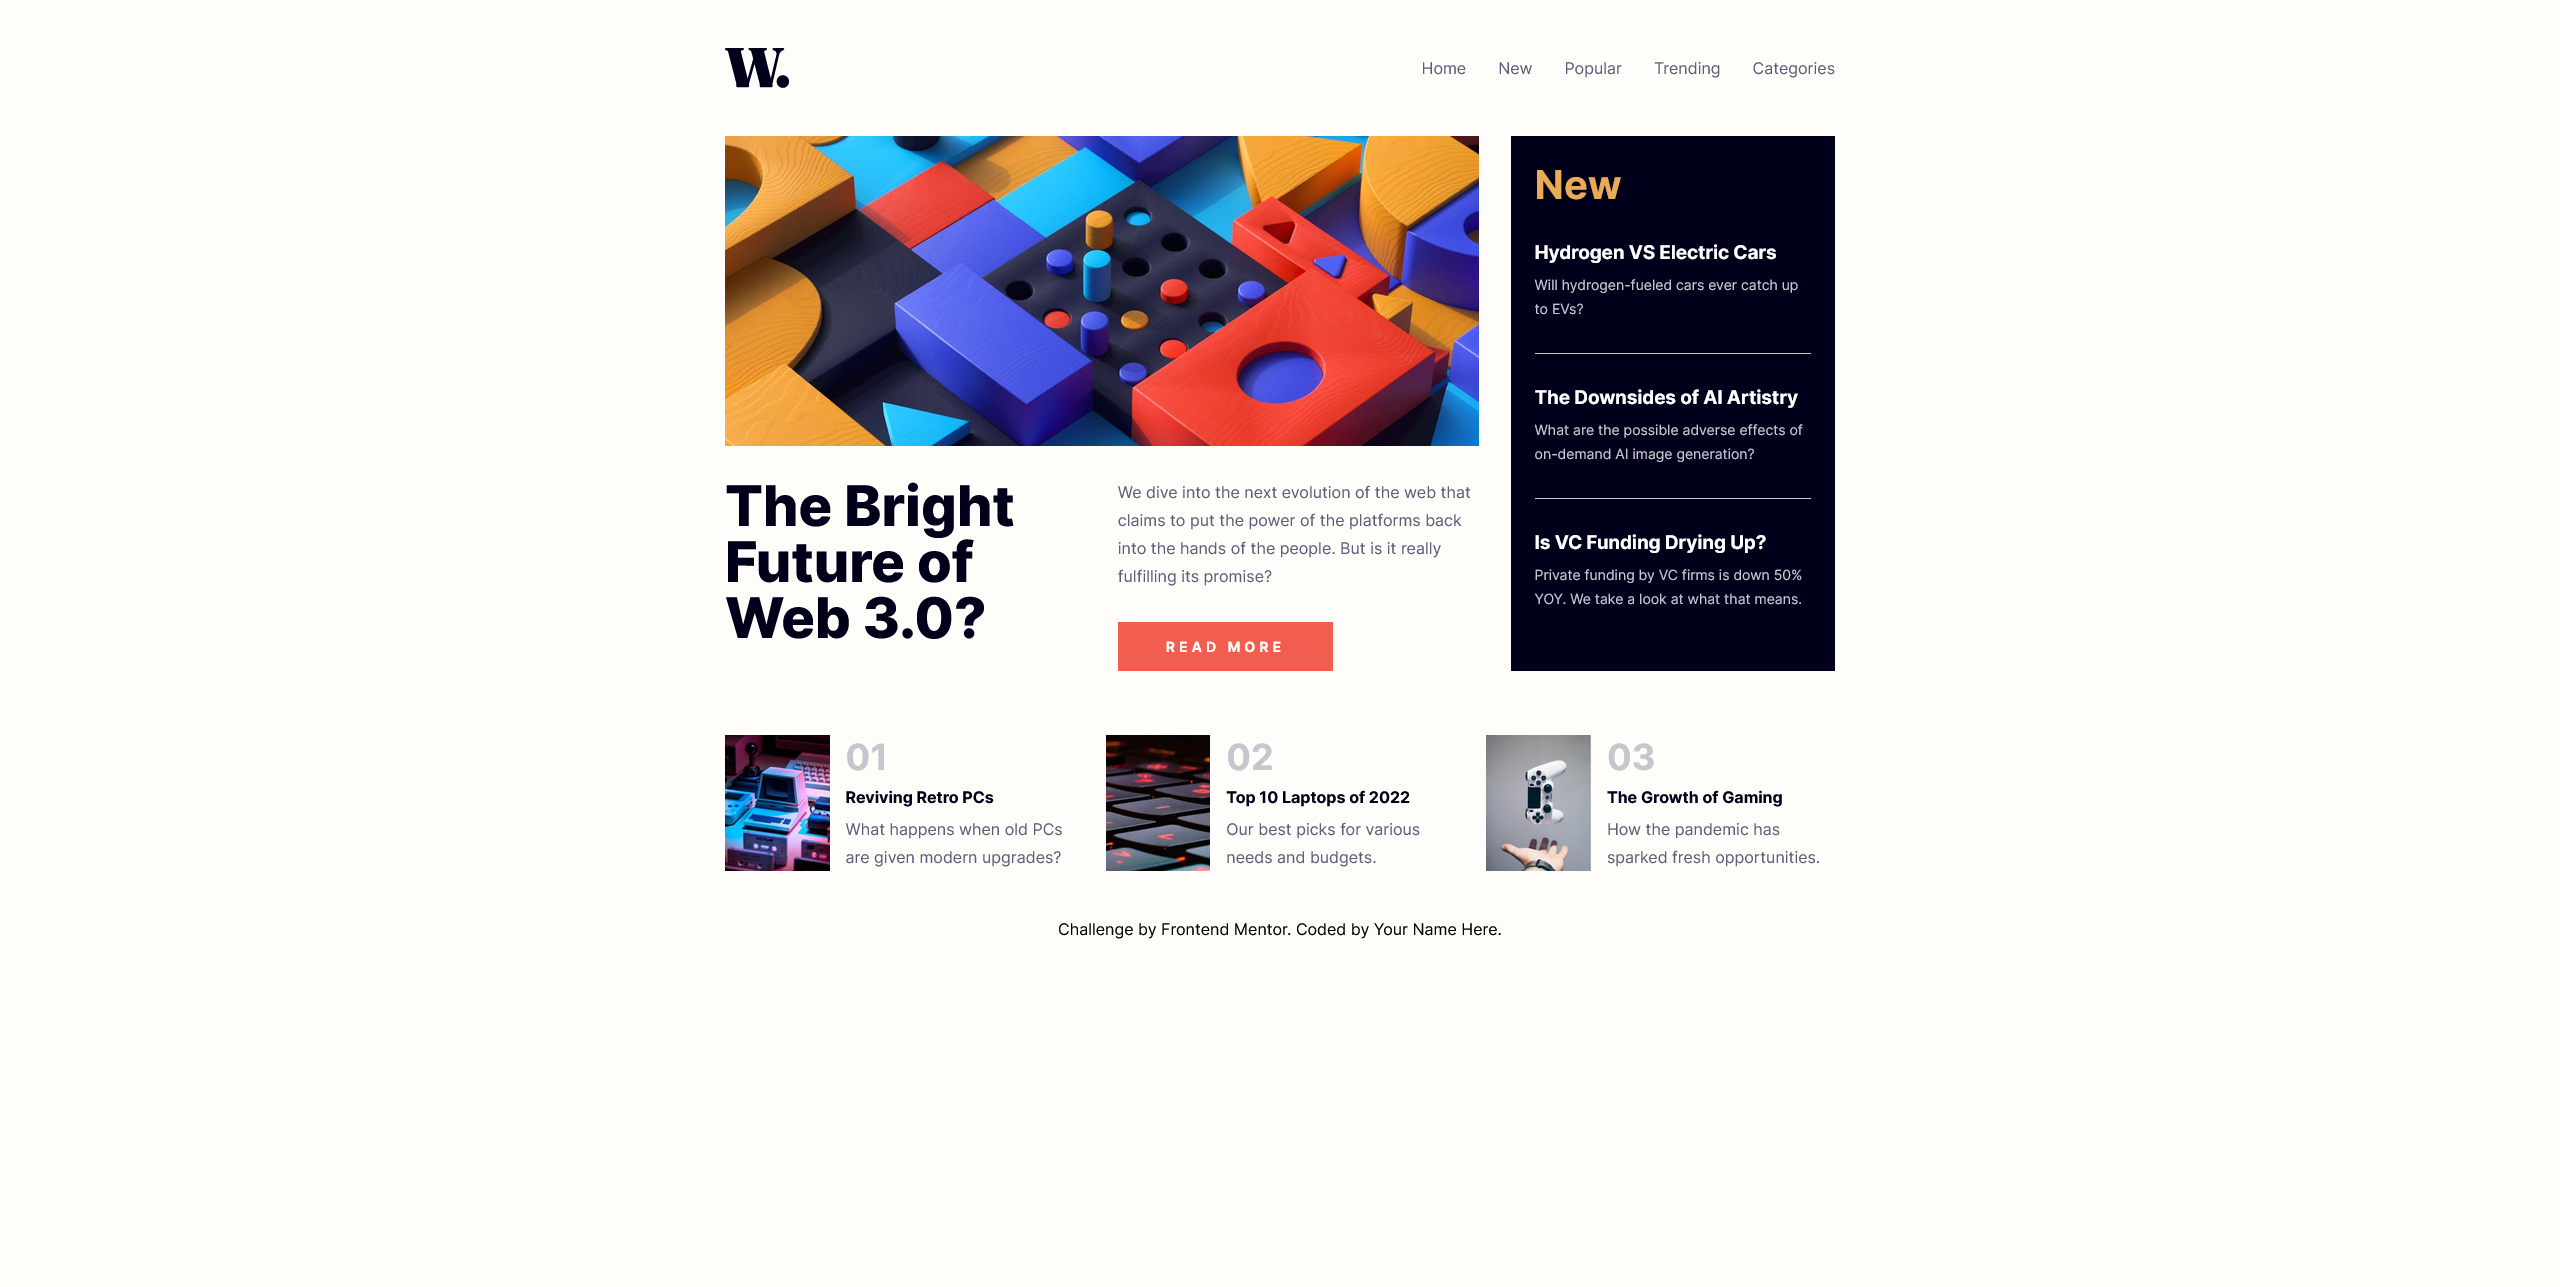 W.
Home New Popular Trending Categories
The Bright
Future of
Web 3.0?
We dive into the next evolution of the web that
claims to put the power of the platforms back
into the hands of the people. But is it really
fulfilling its promise?
READ MORE
New
Hydrogen VS Electric Cars
Will hydrogen-fueled cars ever catch up
to EVs?
The Downsides of AI Artistry
What are the possible adverse effects of
on-demand AI image generation?
Is VC Funding Drying Up?
Private funding by VC firms is down 50%
YOY. We take a look at what that means.
01
Reviving Retro PCs
What happens when old PCs
are given modern upgrades?
02
Top 10 Laptops of 2022
Our best picks for various
needs and budgets.
03
The Growth of Gaming
How the pandemic has
sparked fresh opportunities.
Challenge by Frontend Mentor. Coded by Your Name Here.